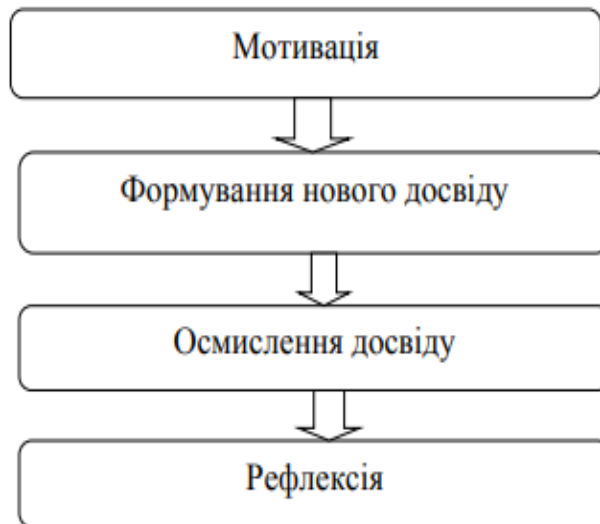 Мотивація
Формування нового досвіду
Осмислення досвіду
Рефлексія